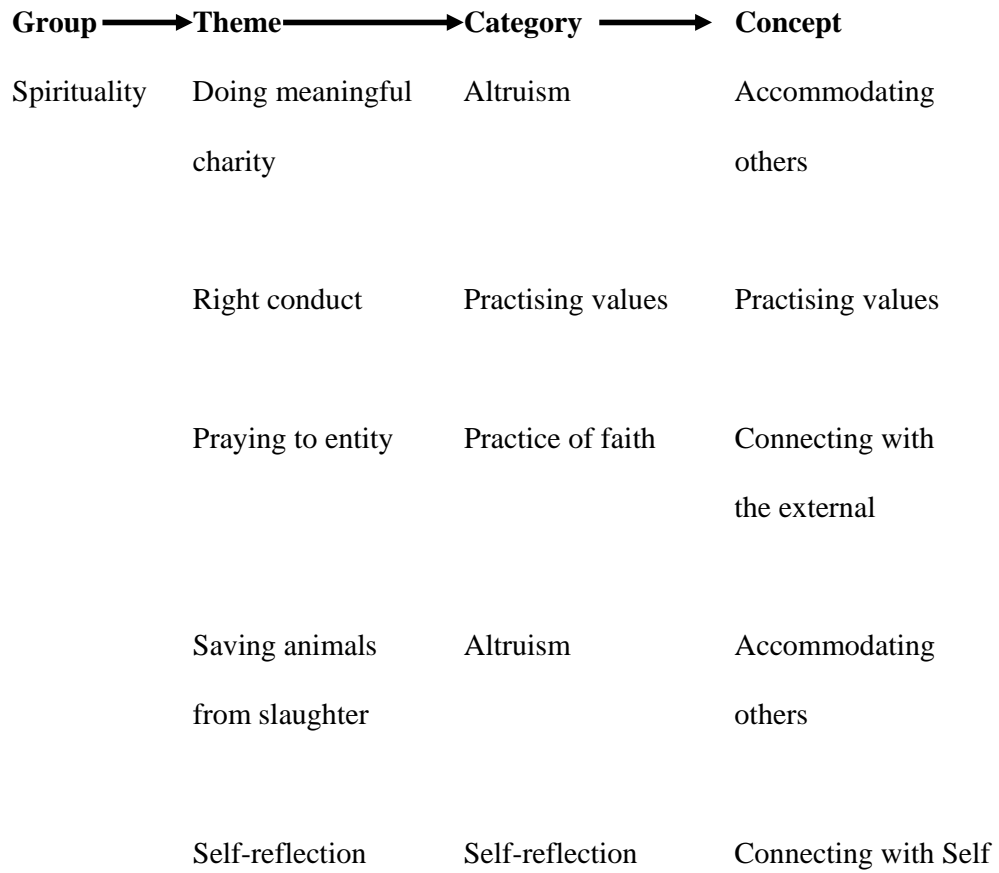 Group Theme Category Concept
Spirituality Doing meaningful Altruism Accommodating
charity others
Right conduct Practising values Practising values
Praying to entity Practice of faith Connecting with
the external
Saving animals Altruism Accommodating
from slaughter others
Self-reflection Self-reflection Connecting with Self